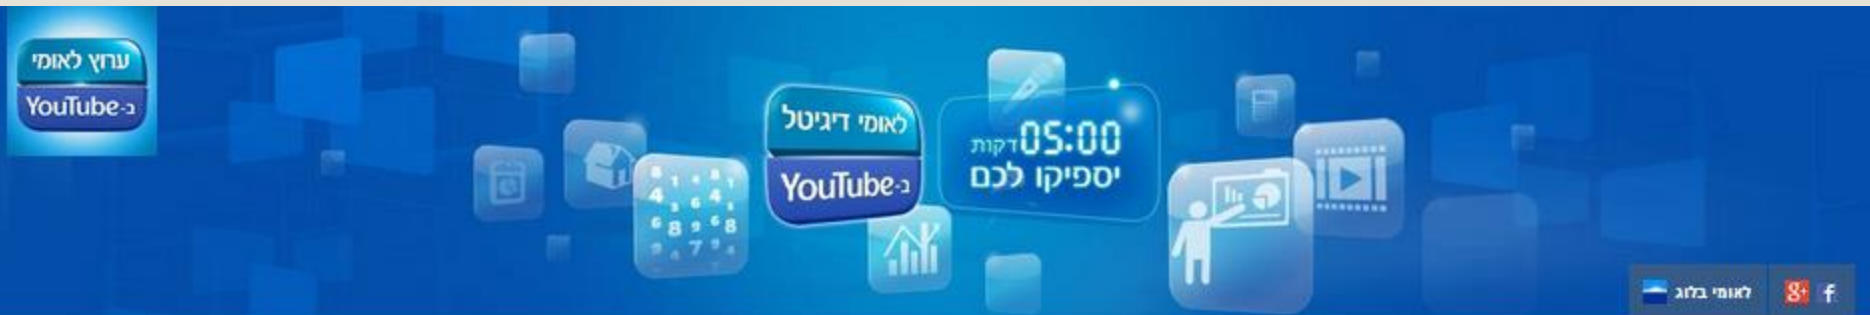 ערוץ לאומי
ב-YouTube
לאומי דיגיטל
ב-YouTube
05:00 דקות
יספיקו לכם
לאומי בלוג